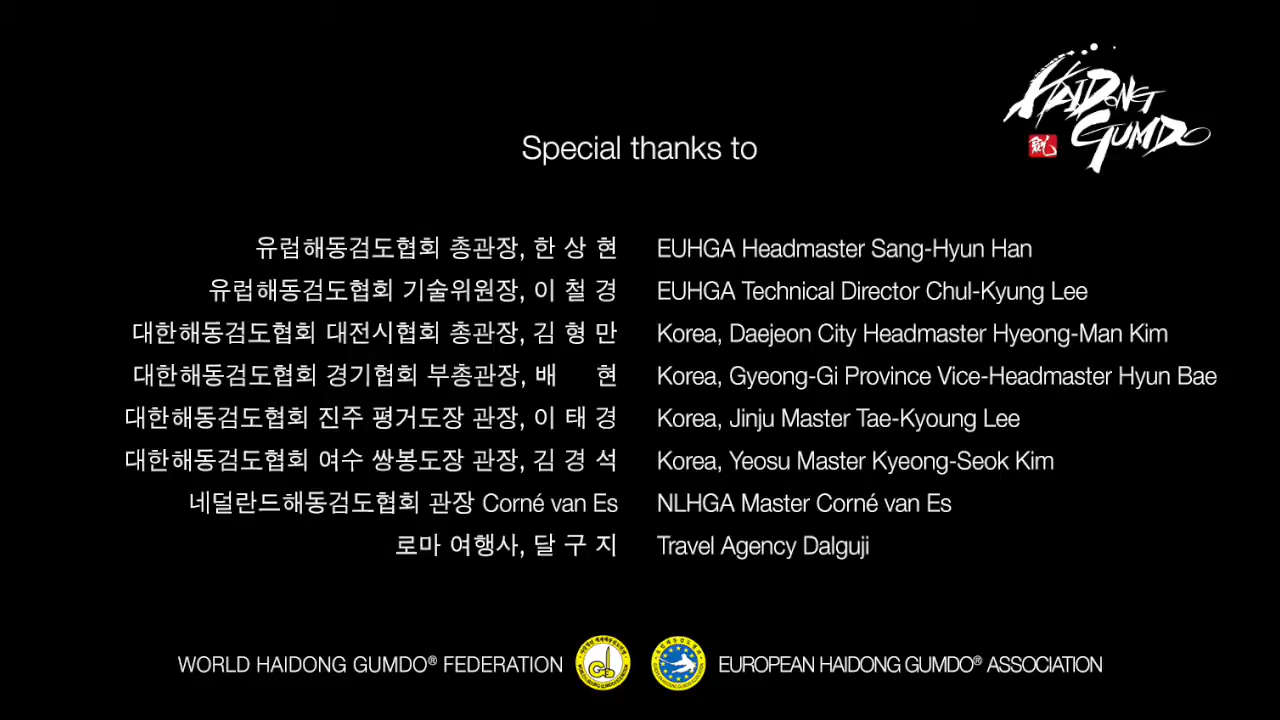 HAIDONG GUMDO
Special thanks to
유럽해동검도협회 총관장, 한 상 현 EUHGA Headmaster Sang-Hyun Han
유럽해동검도협회 기술위원장, 이 철 경 EUHGA Technical Director Chul-Kyung Lee
대한해동검도협회 대전시협회 총관장, 김 형 만 Korea, Daejeon City Headmaster Hyeong-Man Kim
대한해동검도협회 경기협회 부총관장, 배 현 Korea, Gyeong-Gi Province Vice-Headmaster Hyun Bae
대한해동검도협회 진주 평거도장 관장, 이 태 경 Korea, Jinju Master Tae-Kyoung Lee
대한해동검도협회 여수 쌍봉도장 관장, 김 경 석 Korea, Yeosu Master Kyeong-Seok Kim
네덜란드해동검도협회 관장 Corné van Es NLHGA Master Corné van Es
로마 여행사, 달 구 지 Travel Agency Dalguji
WORLD HAIDONG GUMDO® FEDERATION EUROPEAN HAIDONG GUMDO® ASSOCIATION